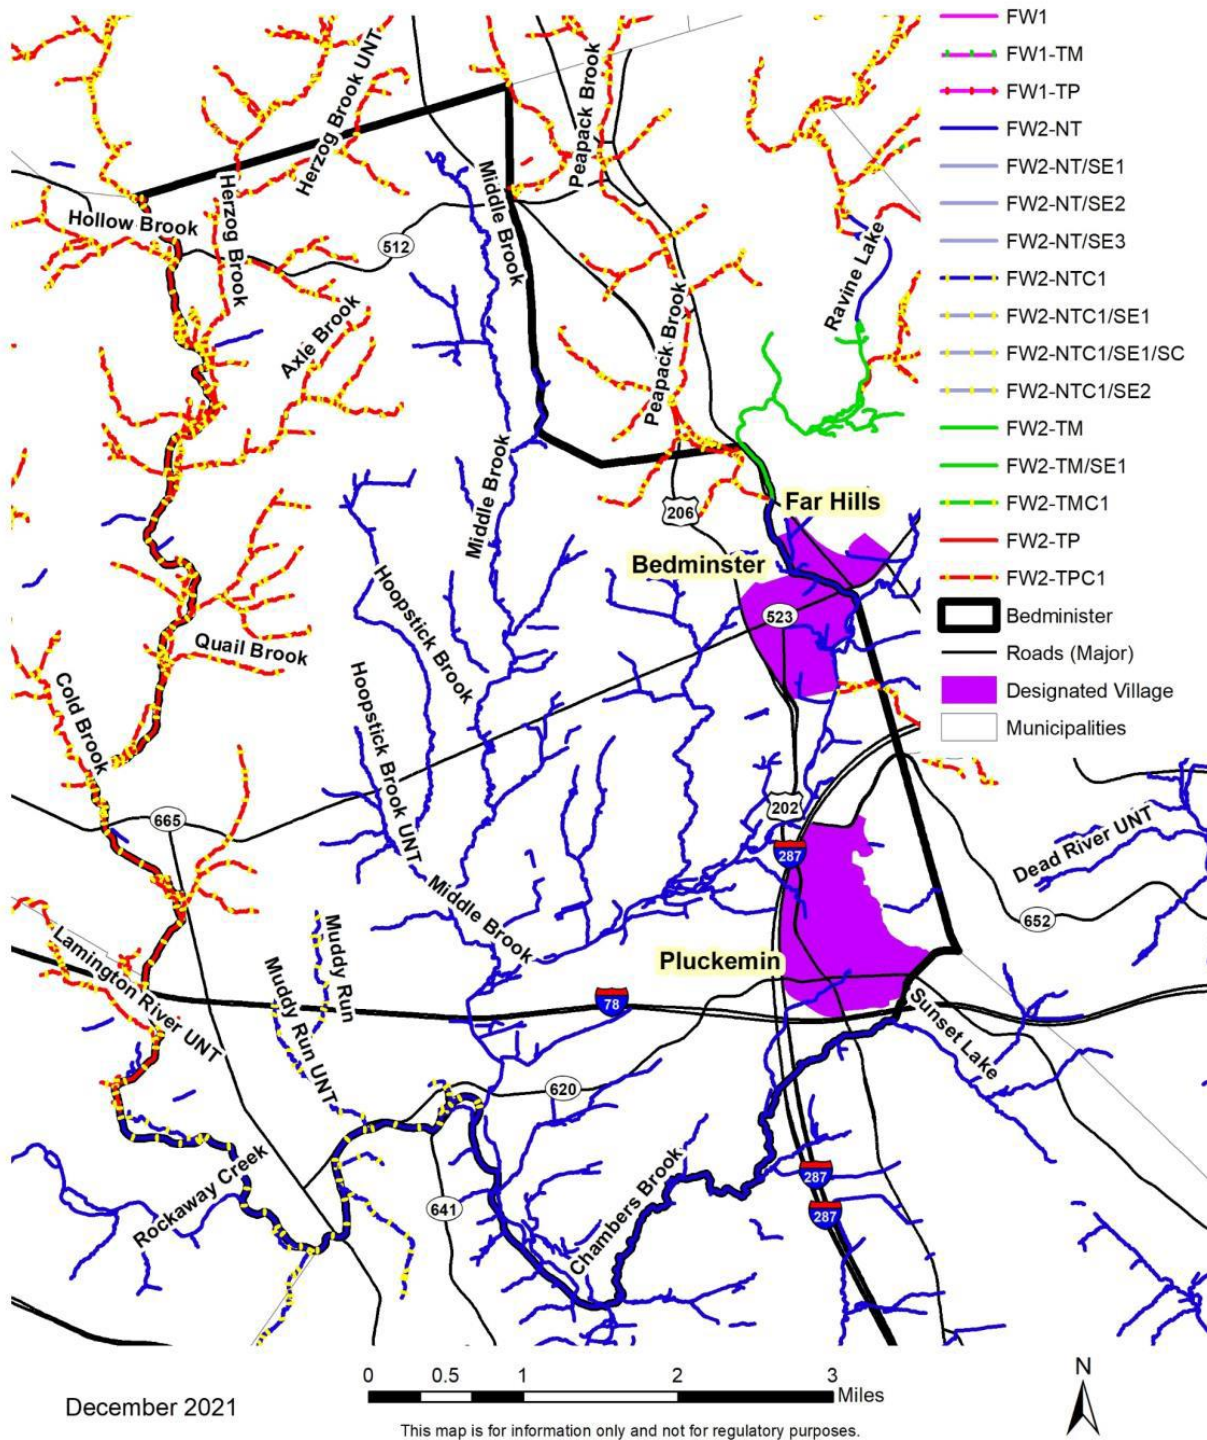 FW1
FW1-TM
FW1-TP
FW2-NT
FW2-NT/SE1
FW2-NT/SE2
FW2-NT/SE3
FW2-NTC1
FW2-NTC1/SE1
FW2-NTC1/SE1/SC
FW2-NTC1/SE2
FW2-TM
FW2-TM/SE1
FW2-TMC1
FW2-TP
FW2-TPC1
Bedminister
Roads (Major)
Designated Village
Municipalities
Herzog Brook UNT
Peapack Brook
Hollow Brook
Herzog Brook
Middle Brook
512
Ravine Lake
Axle Brook
Peapack Brook
Middle Brook
206
Far Hills
Bedminster
523
Hoopstick Brook
Quail Brook
Cold Brook
Hoopstick Brook UNT
665
202
287
Dead River UNT
Middle Brook
652
Muddy Run
Lamington River UNT
Muddy Run UNT
Pluckemin
78
Sunset Lake
620
Rockaway Creek
641
Chambers Brook
287
287
0 0.5 1 2 3
Miles
N
December 2021
This map is for information only and not for regulatory purposes.